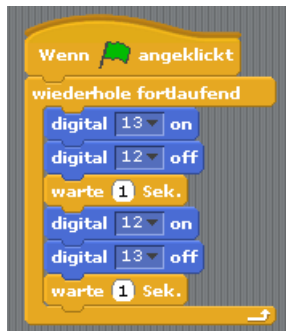 Wenn angeklickt
wiederhole fortlaufend
digital 13 on
digital 12 off
warte 1 Sek.
digital 12 on
digital 13 off
warte 1 Sek.